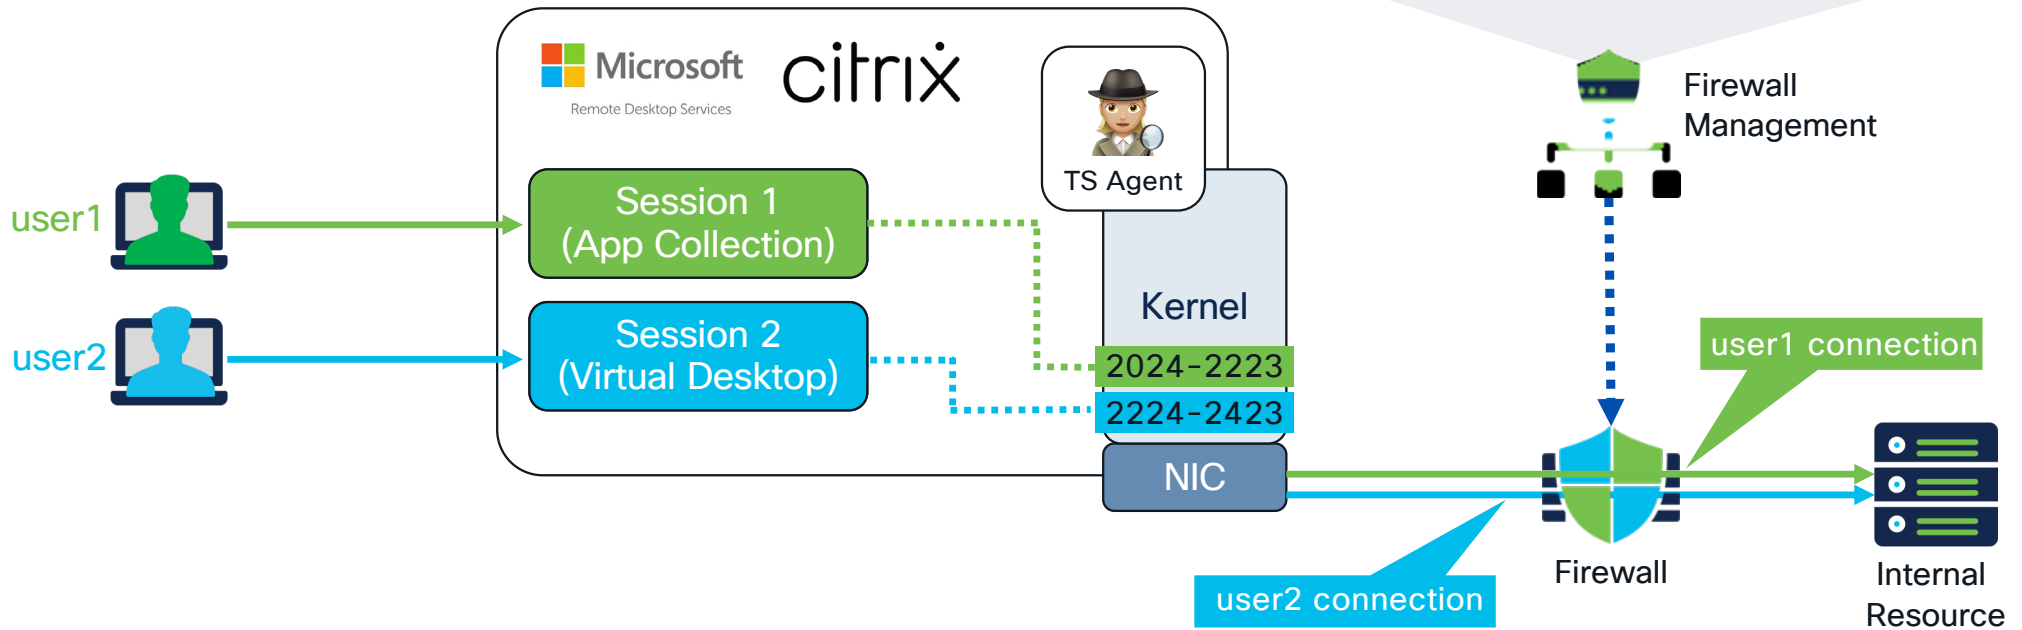 Microsoft
Remote Desktop Services
citrix
TS Agent
Firewall
Management
user1
Session 1
(App Collection)
user2
Session 2
(Virtual Desktop)
Kernel
2024-2223
2224-2423
NIC
user1 connection
user2 connection
Firewall
Internal
Resource